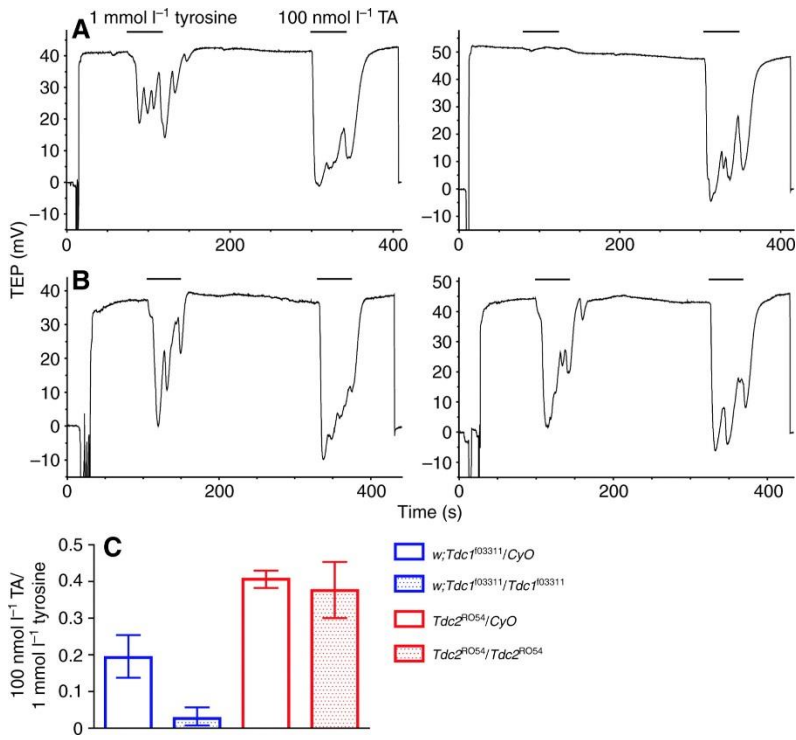 A 1 mmol l⁻¹ tyrosine 100 nmol l⁻¹ TA
40
30
20
10
0
−10
0 200 400
50
40
30
20
10
0
−10
0 200 400
TEP (mV)
B
40
30
20
10
0
−10
0 200 400
50
40
30
20
10
0
−10
0 200 400
Time (s)
C
100 nmol l⁻¹ TA/
1 mmol l⁻¹ tyrosine
0.5
0.4
0.3
0.2
0.1
0
w;Tdc1ᶠ⁰³³¹¹/CyO
w;Tdc1ᶠ⁰³³¹¹/Tdc1ᶠ⁰³³¹¹
Tdc2ᴿᴼ⁵⁴/CyO
Tdc2ᴿᴼ⁵⁴/Tdc2ᴿᴼ⁵⁴